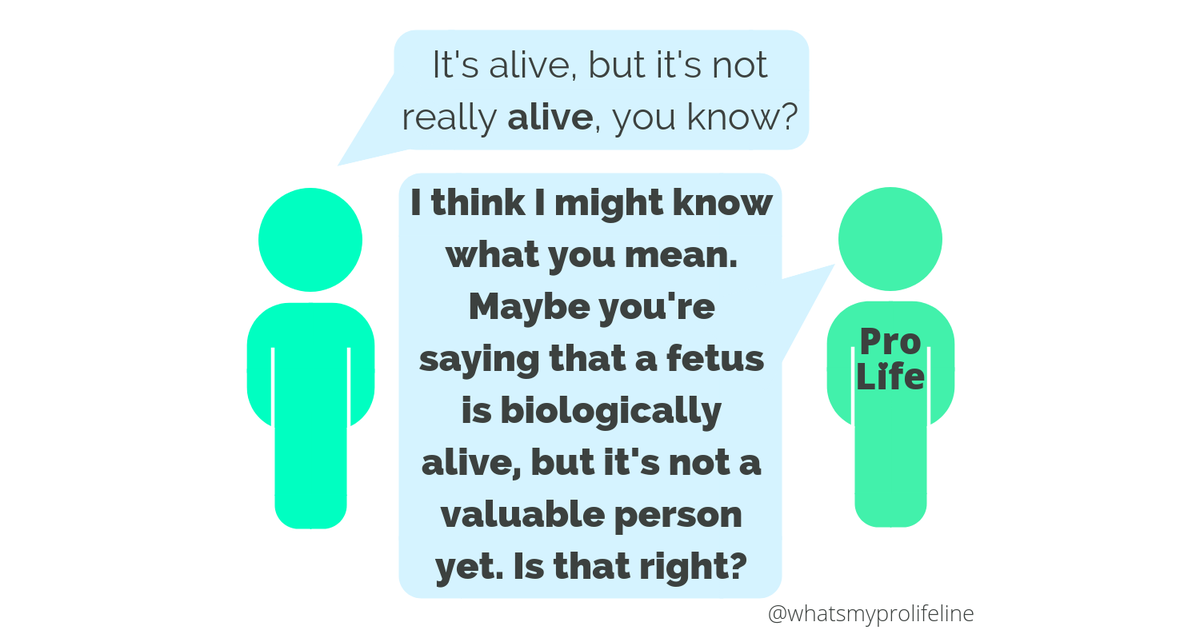 It's alive, but it's not
really alive, you know?
I think I might know
what you mean.
Maybe you're
saying that a fetus
is biologically
alive, but it's not a
valuable person
yet. Is that right?
Pro
Life
@whatsmyprolifeline